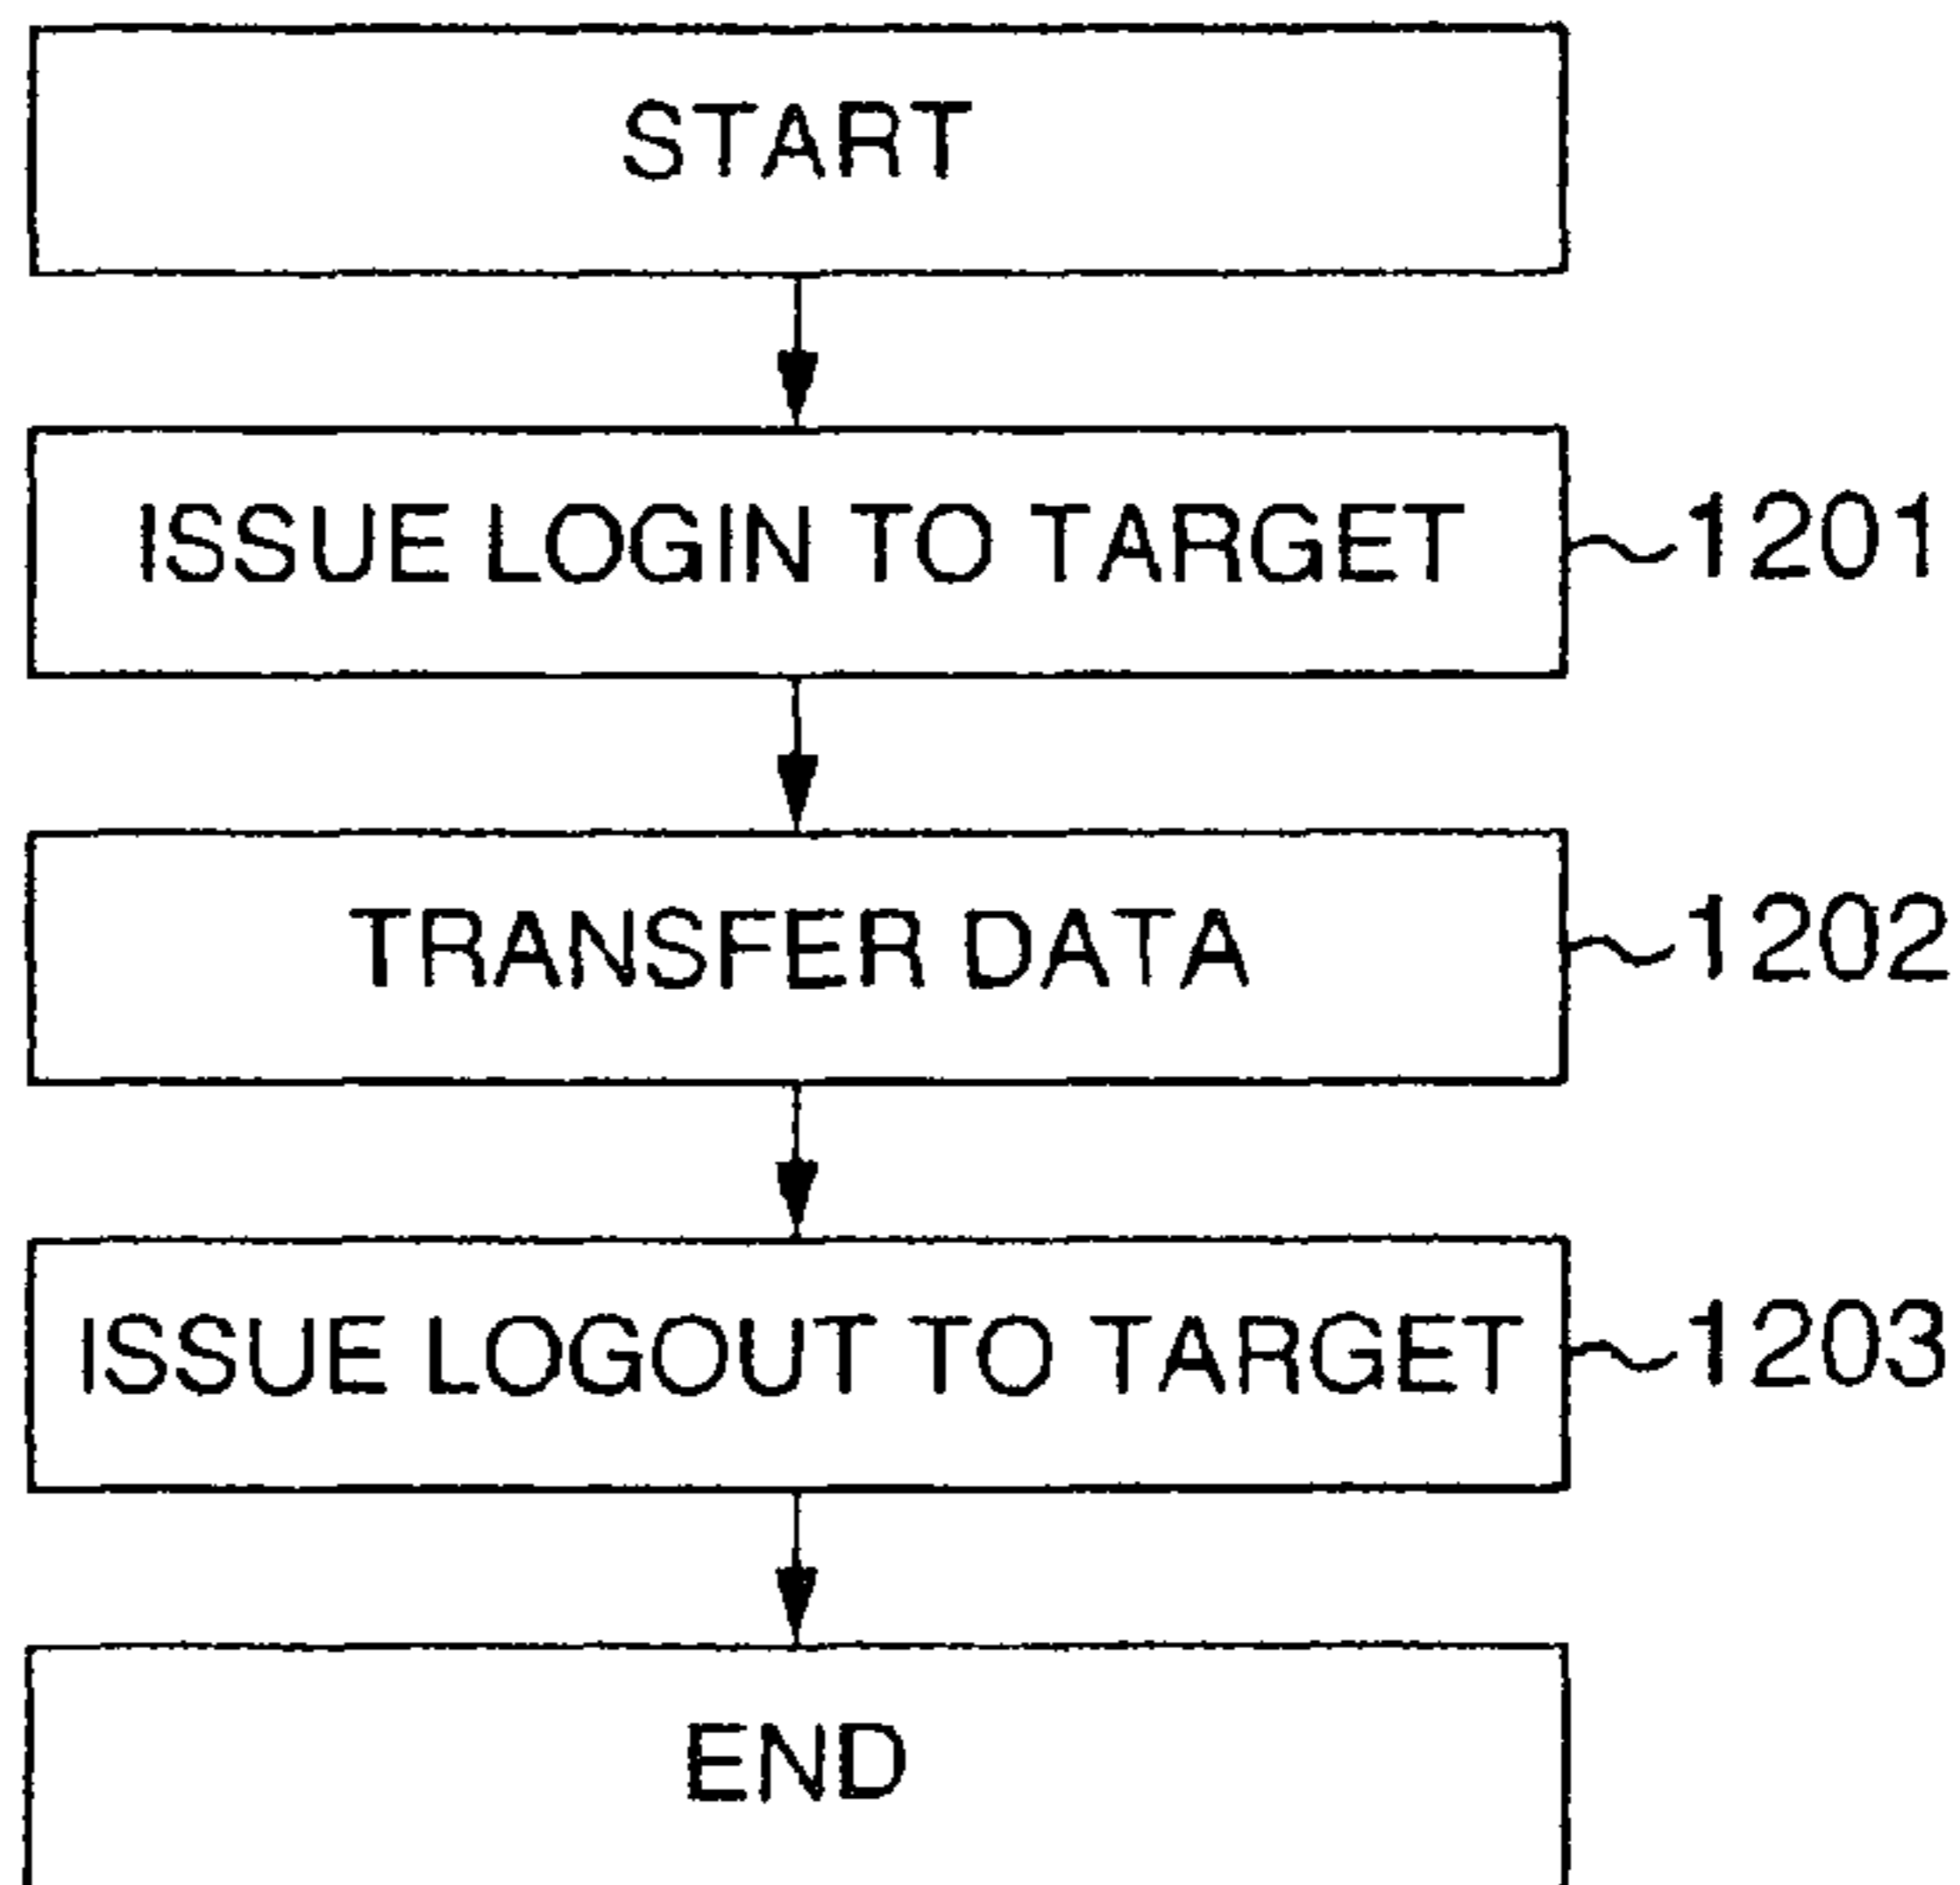 START
ISSUE LOGIN TO TARGET 1201
TRANSFER DATA 1202
ISSUE LOGOUT TO TARGET 1203
END